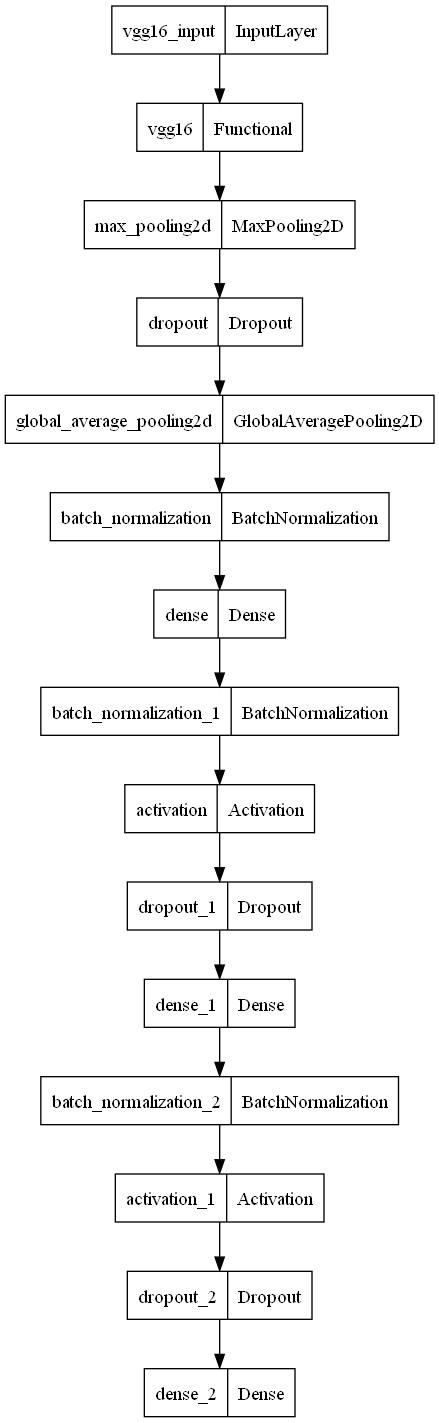 vgg16_input InputLayer
vgg16 Functional
max_pooling2d MaxPooling2D
dropout Dropout
global_average_pooling2d GlobalAveragePooling2D
batch_normalization BatchNormalization
dense Dense
batch_normalization_1 BatchNormalization
activation Activation
dropout_1 Dropout
dense_1 Dense
batch_normalization_2 BatchNormalization
activation_1 Activation
dropout_2 Dropout
dense_2 Dense